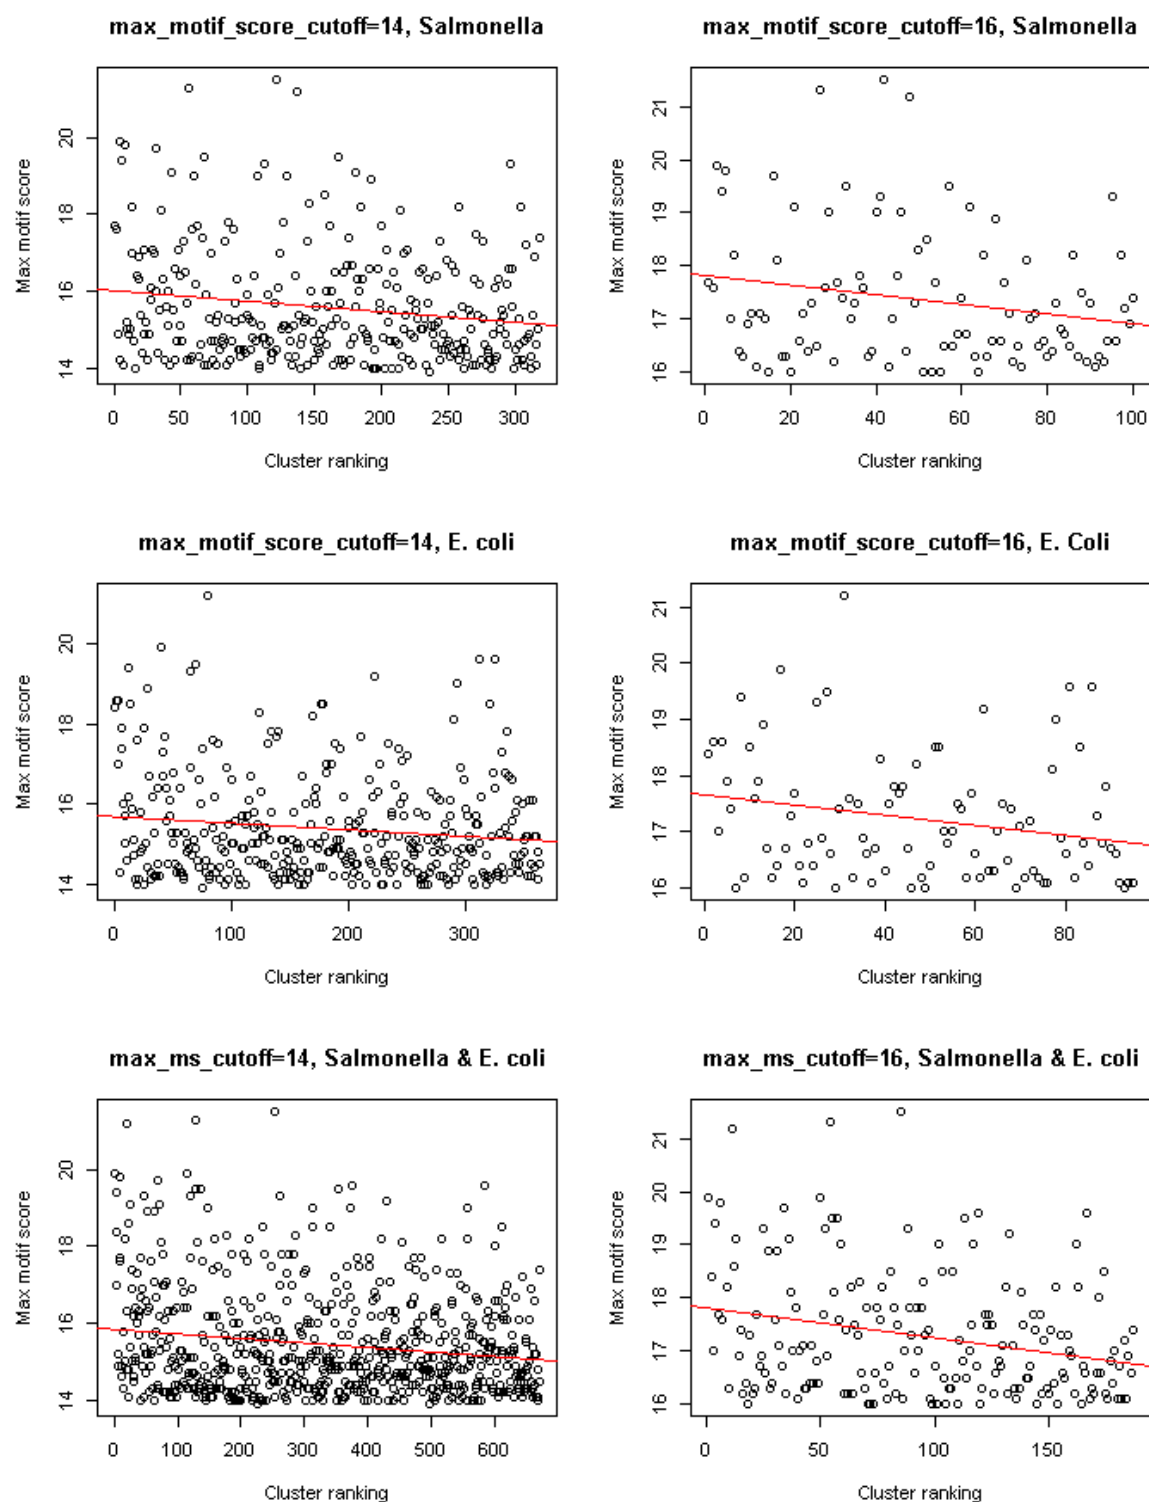 max_motif_score_cutoff=14, Salmonella
max_motif_score_cutoff=16, Salmonella
Max motif score
14 16 18 20
0 50 100 150 200 250 300
Cluster ranking
Max motif score
16 17 18 19 20 21
0 20 40 60 80 100
Cluster ranking
max_motif_score_cutoff=14, E. coli
max_motif_score_cutoff=16, E. Coli
Max motif score
14 16 18 20
0 100 200 300
Cluster ranking
Max motif score
16 17 18 19 20 21
0 20 40 60 80
Cluster ranking
max_ms_cutoff=14, Salmonella & E. coli
max_ms_cutoff=16, Salmonella & E. coli
Max motif score
14 16 18 20
0 100 200 300 400 500 600
Cluster ranking
Max motif score
16 17 18 19 20 21
0 50 100 150
Cluster ranking